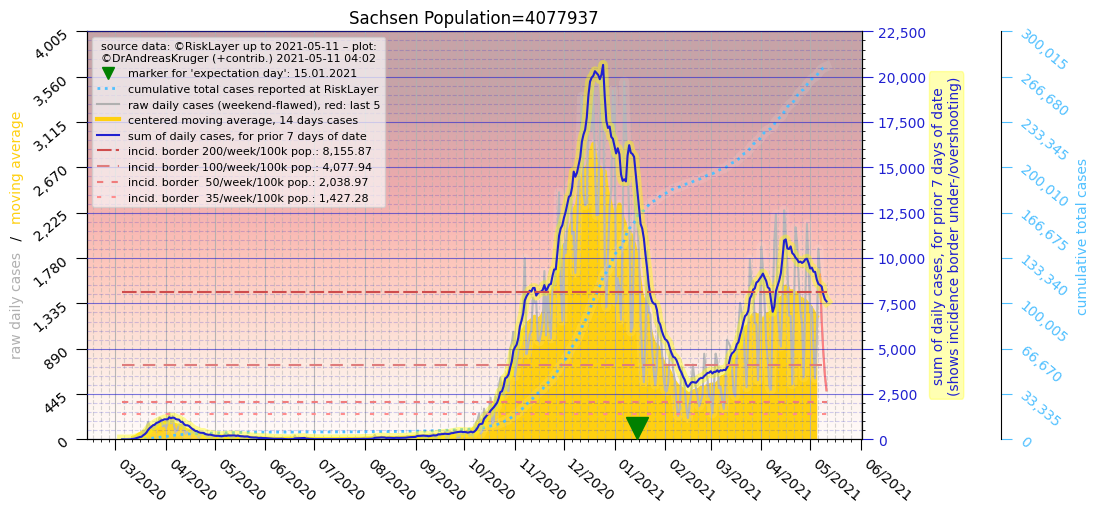 Sachsen Population=4077937
source data: ©RiskLayer up to 2021-05-11 – plot:
©DrAndreasKruger (+contrib.) 2021-05-11 04:02
marker for 'expectation day': 15.01.2021
cumulative total cases reported at RiskLayer
raw daily cases (weekend-flawed), red: last 5
centered moving average, 14 days cases
sum of daily cases, for prior 7 days of date
incid. border 200/week/100k pop.: 8,155.87
incid. border 100/week/100k pop.: 4,077.94
incid. border  50/week/100k pop.: 2,038.97
incid. border  35/week/100k pop.: 1,427.28
raw daily cases / moving average
4,005
3,560
3,115
2,670
2,225
1,780
1,335
890
445
0
03/2020
04/2020
05/2020
06/2020
07/2020
08/2020
09/2020
10/2020
11/2020
12/2020
01/2021
02/2021
03/2021
04/2021
05/2021
06/2021
22,500
20,000
17,500
15,000
12,500
10,000
7,500
5,000
2,500
0
sum of daily cases, for prior 7 days of date
(shows incidence border under-/overshooting)
300,015
266,680
233,345
200,010
166,675
133,340
100,005
66,670
33,335
0
cumulative total cases